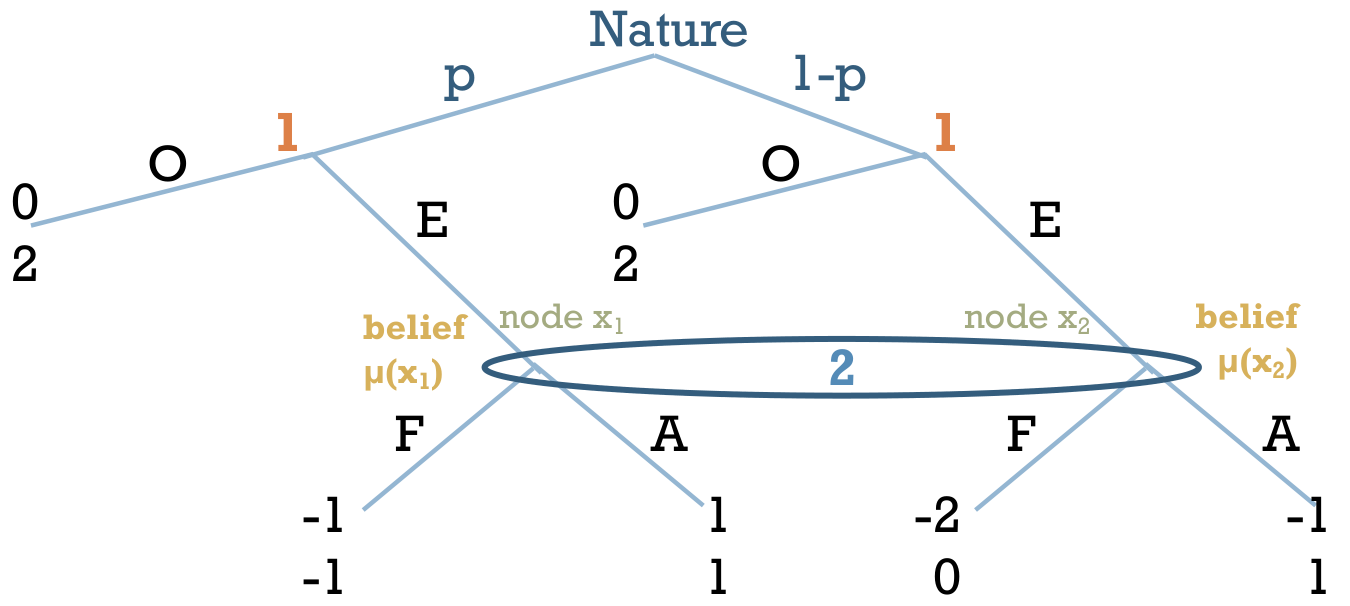 Nature
p
1-p
1
1
O
O
0
2
0
2
E
E
belief
μ(x₁)
node x₁
node x₂
belief
μ(x₂)
2
F
A
F
A
-1
-1
1
1
-2
0
-1
1